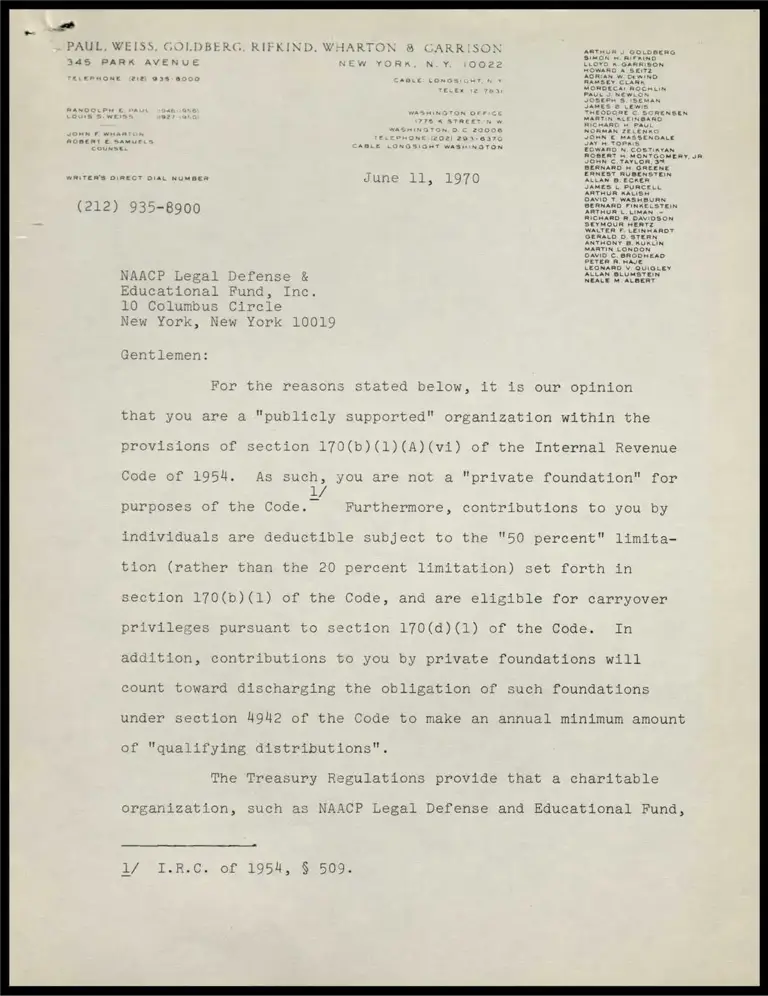 PAUL, WEISS, GOLDBERG, RIFKIND, WHARTON & GARRISON
345 PARK AVENUE NEW YORK, N. Y. 10022
TELEPHONE (212) 935-8000 CABLE: LONGSIGHT, N. Y.
TELEX 12-7831
RANDOLPH E. PAUL (1946-1956)
LOUIS S. WEISS (1927-1950)
JOHN F. WHARTON
ROBERT E. SAMUELS
COUNSEL
WASHINGTON OFFICE
1775 K STREET, N. W.
WASHINGTON, D. C. 20006
TELEPHONE (202) 293-6370
CABLE: LONGSIGHT WASHINGTON
WRITER'S DIRECT DIAL NUMBER
(212) 935-8900
June 11, 1970
ARTHUR J. GOLDBERG
SIMON H. RIFKIND
LLOYD K. GARRISON
HOWARD A. SEITZ
ADRIAN W. DEWIND
RAMSEY CLARK
MORDECAI ROCHLIN
PAUL J. NEWLON
JOSEPH S. ISEMAN
JAMES B. LEWIS
THEODORE C. SORENSEN
MARTIN KLEINBARD
RICHARD H. PAUL
NORMAN ZELENKO
JOHN E. MASSENGALE
JAY H. TOPKIS
EDWARD N. COSTIKYAN
ROBERT H. MONTGOMERY, JR.
JOHN C. TAYLOR, 3RD
BERNARD H. GREENE
ERNEST RUBENSTEIN
ALLAN B. ECKER
JAMES L. PURCELL
ARTHUR KALISH
DAVID T. WASHBURN
BERNARD FINKELSTEIN
ARTHUR L. LIMAN
RICHARD R. DAVIDSON
SEYMOUR HERTZ
WALTER F. LEINHARDT
GERALD D. STERN
ANTHONY B. KUKLIN
MARTIN LONDON
DAVID C. BRODHEAD
PETER R. HAJE
LEONARD V. QUIGLEY
ALLAN BLUMSTEIN
NEALE M. ALBERT
NAACP Legal Defense &
Educational Fund, Inc.
10 Columbus Circle
New York, New York 10019
Gentlemen:
For the reasons stated below, it is our opinion
that you are a "publicly supported" organization within the
provisions of section 170(b)(1)(A)(vi) of the Internal Revenue
Code of 1954. As such, you are not a "private foundation" for
purposes of the Code. 1/ Furthermore, contributions to you by
individuals are deductible subject to the "50 percent" limita-
tion (rather than the 20 percent limitation) set forth in
section 170(b)(1) of the Code, and are eligible for carryover
privileges pursuant to section 170(d)(1) of the Code. In
addition, contributions to you by private foundations will
count toward discharging the obligation of such foundations
under section 4942 of the Code to make an annual minimum amount
of "qualifying distributions".
The Treasury Regulations provide that a charitable
organization, such as NAACP Legal Defense and Educational Fund,
1/ I.R.C. of 1954, § 509.